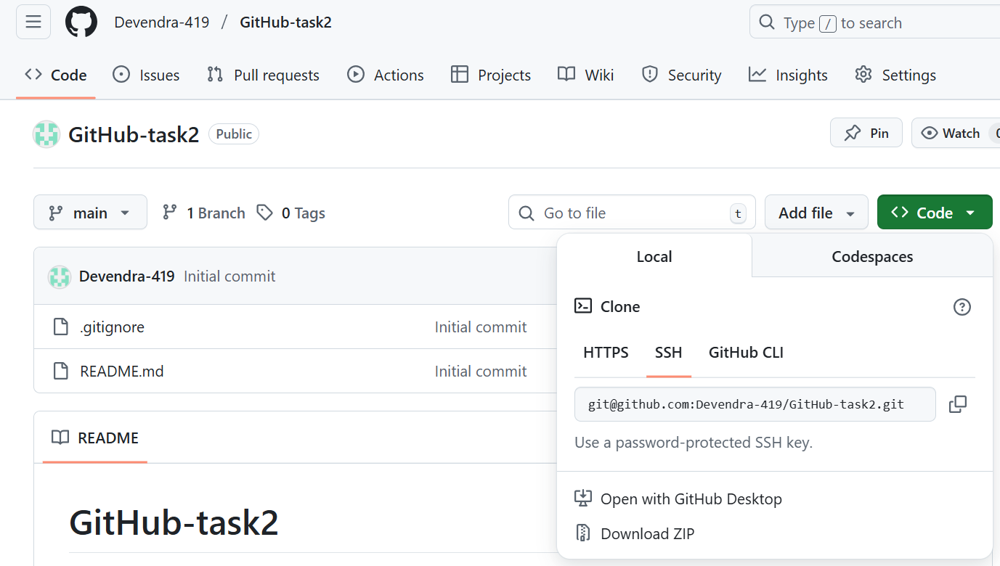 Devendra-419 / GitHub-task2
Type / to search
Code Issues Pull requests Actions Projects Wiki Security Insights Settings
GitHub-task2 Public
Pin Watch
main 1 Branch 0 Tags
Go to file t Add file Code
Local Codespaces
Devendra-419 Initial commit
.gitignore Initial commit
README.md Initial commit
README
GitHub-task2
Clone
HTTPS SSH GitHub CLI
git@github.com:Devendra-419/GitHub-task2.git
Use a password-protected SSH key.
Open with GitHub Desktop
Download ZIP